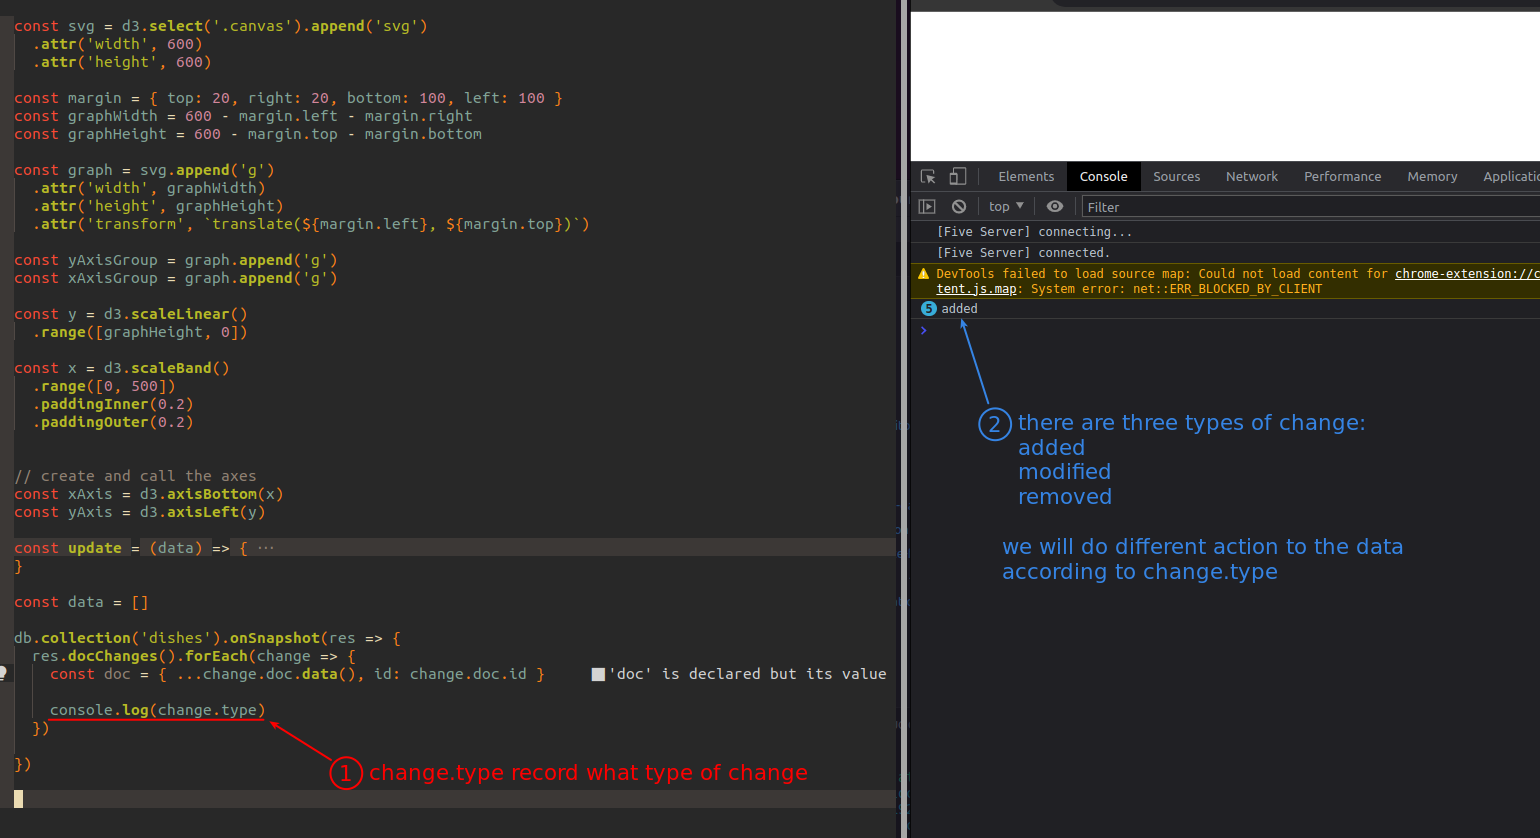 const svg = d3.select('.canvas').append('svg')
  .attr('width', 600)
  .attr('height', 600)
const margin = { top: 20, right: 20, bottom: 100, left: 100 }
const graphWidth = 600 - margin.left - margin.right
const graphHeight = 600 - margin.top - margin.bottom
const graph = svg.append('g')
  .attr('width', graphWidth)
  .attr('height', graphHeight)
  .attr('transform', `translate(${margin.left}, ${margin.top})`)
const yAxisGroup = graph.append('g')
const xAxisGroup = graph.append('g')
const y = d3.scaleLinear()
  .range([graphHeight, 0])
const x = d3.scaleBand()
  .range([0, 500])
  .paddingInner(0.2)
  .paddingOuter(0.2)
// create and call the axes
const xAxis = d3.axisBottom(x)
const yAxis = d3.axisLeft(y)
const update = (data) => { ···
}
const data = []
db.collection('dishes').onSnapshot(res => {
  res.docChanges().forEach(change => {
    const doc = { ...change.doc.data(), id: change.doc.id }     'doc' is declared but its value
    console.log(change.type)
  })
})
1 change.type record what type of change
Elements Console Sources Network Performance Memory
top Filter
[Five Server] connecting...
[Five Server] connected.
DevTools failed to load source map: Could not load content for chrome-extension://c
tent.js.map: System error: net::ERR_BLOCKED_BY_CLIENT
5 added
2 there are three types of change:
added
modified
removed
we will do different action to the data
according to change.type